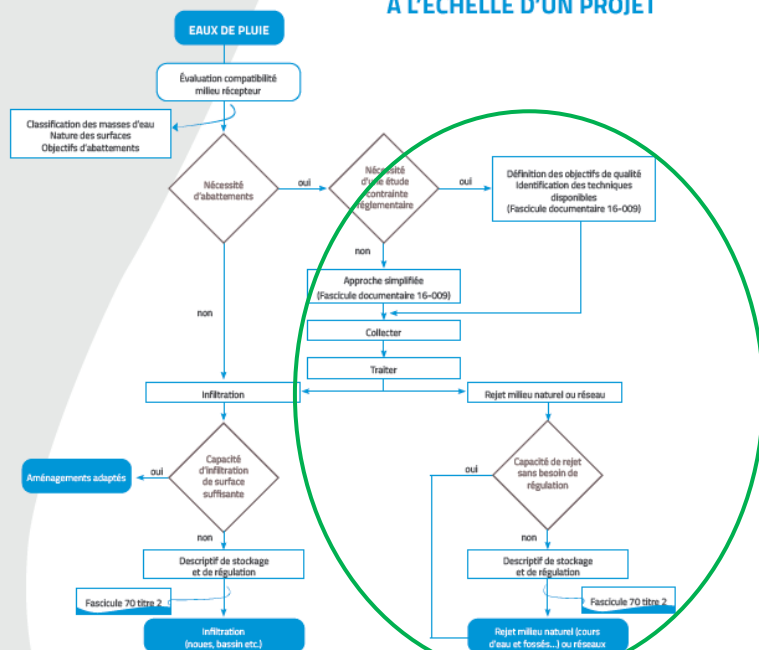 À L'ÉCHELLE D'UN PROJET
EAUX DE PLUIE
Évaluation compatibilité
milieu récepteur
Classification des masses d'eau
Nature des surfaces
Objectifs d'abattements
Nécessité
d'abattements
oui
Nécessité
d'une étude
contrainte
réglementaire
oui
Définition des objectifs de qualité
Identification des techniques
disponibles
(Fascicule documentaire 16-009)
non
Approche simplifiée
(Fascicule documentaire 16-009)
non
Collecter
Traiter
Infiltration
Rejet milieu naturel ou réseau
Capacité
d'infiltration
de surface
suffisante
oui
Aménagements adaptés
Capacité de rejet
sans besoin de
régulation
oui
non
non
Descriptif de stockage
et de régulation
Descriptif de stockage
et de régulation
Fascicule 70 titre 2
Fascicule 70 titre 2
Infiltration
(noues, bassin etc.)
Rejet milieu naturel (cours
d'eau et fossés...) ou réseaux